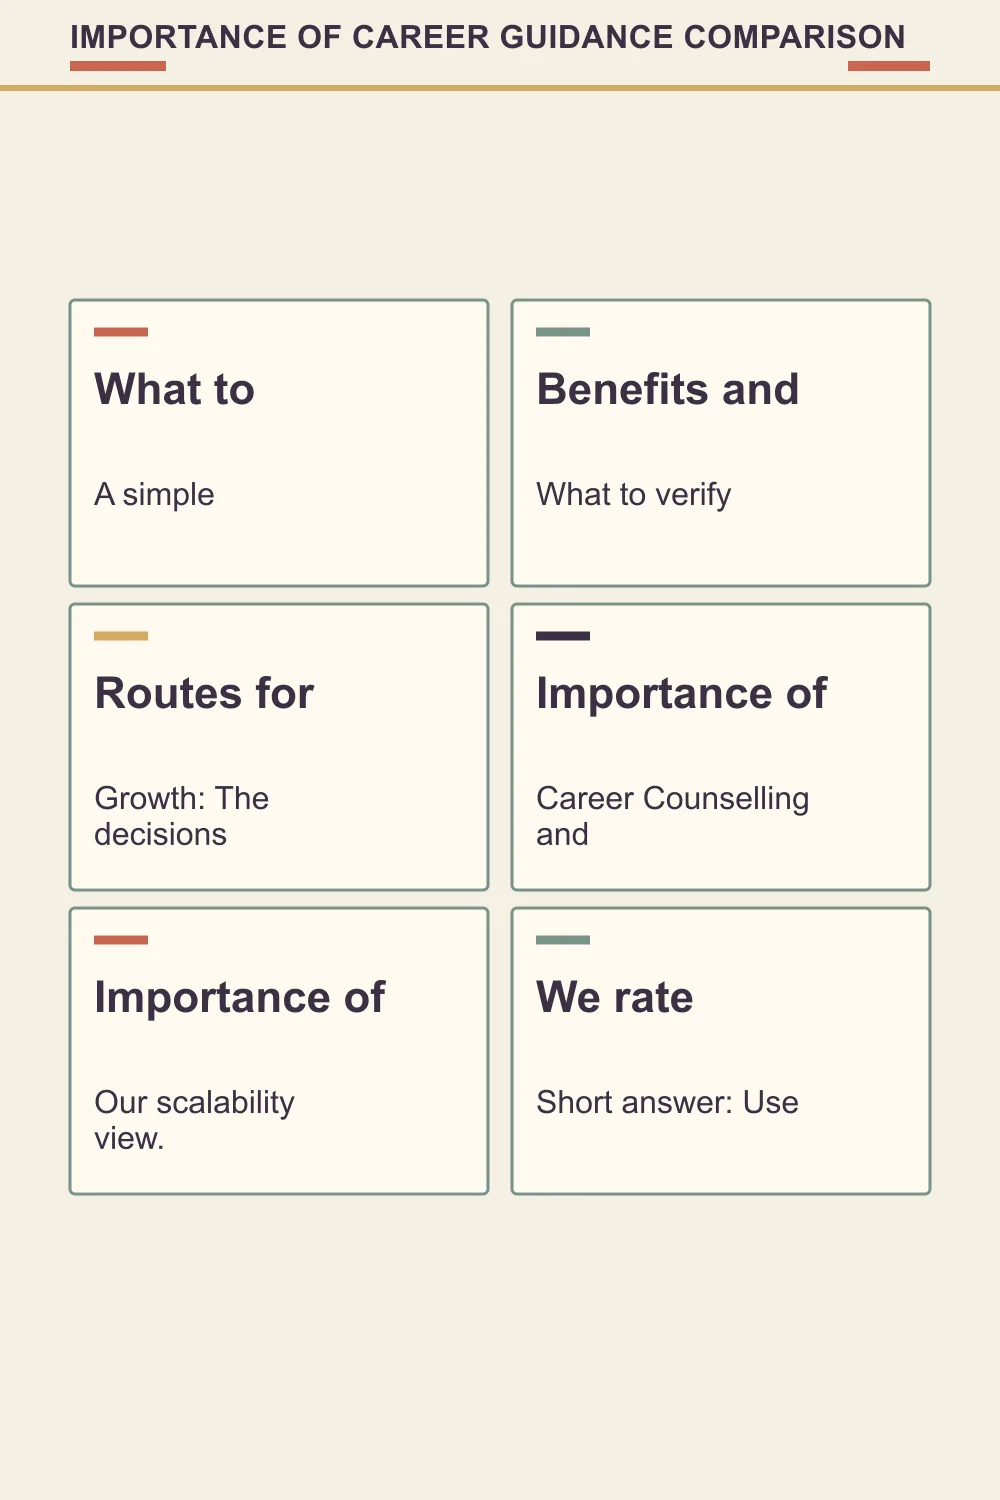 IMPORTANCE OF CAREER GUIDANCE COMPARISON
What to
A simple
Benefits and
What to verify
Routes for
Growth: The
decisions
Importance of
Career Counselling
and
Importance of
Our scalability
view.
We rate
Short answer: Use